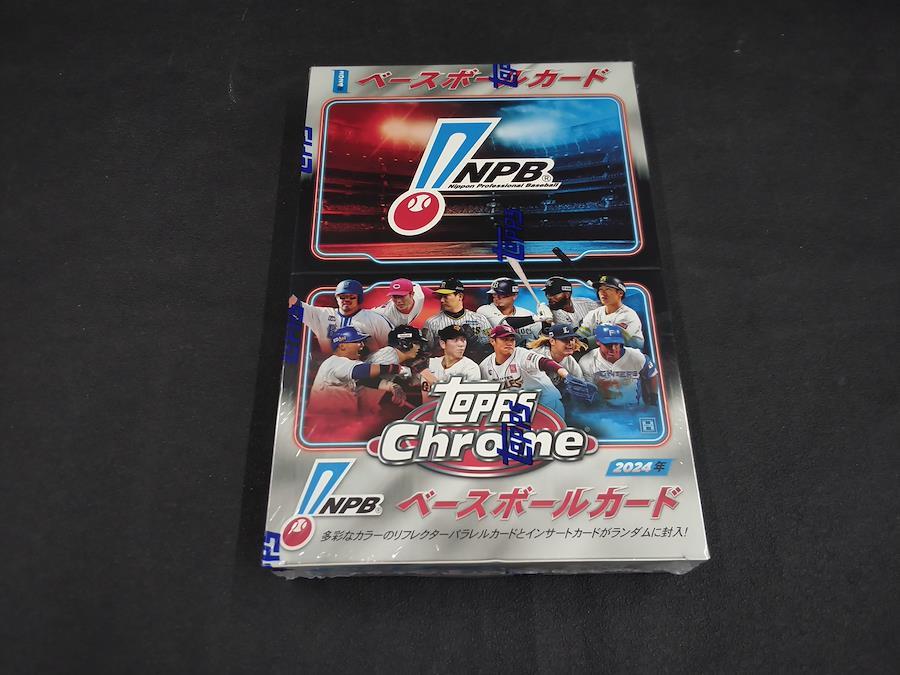 ベースボールカード
NPB®
Nippon Professional Baseball
topps
FIGHTERS
topps
Chrome®
topps
2024年
NPB
ベースボールカード
多彩なカラーのリフレクターパラレルカードとインサートカードがランダムに封入!